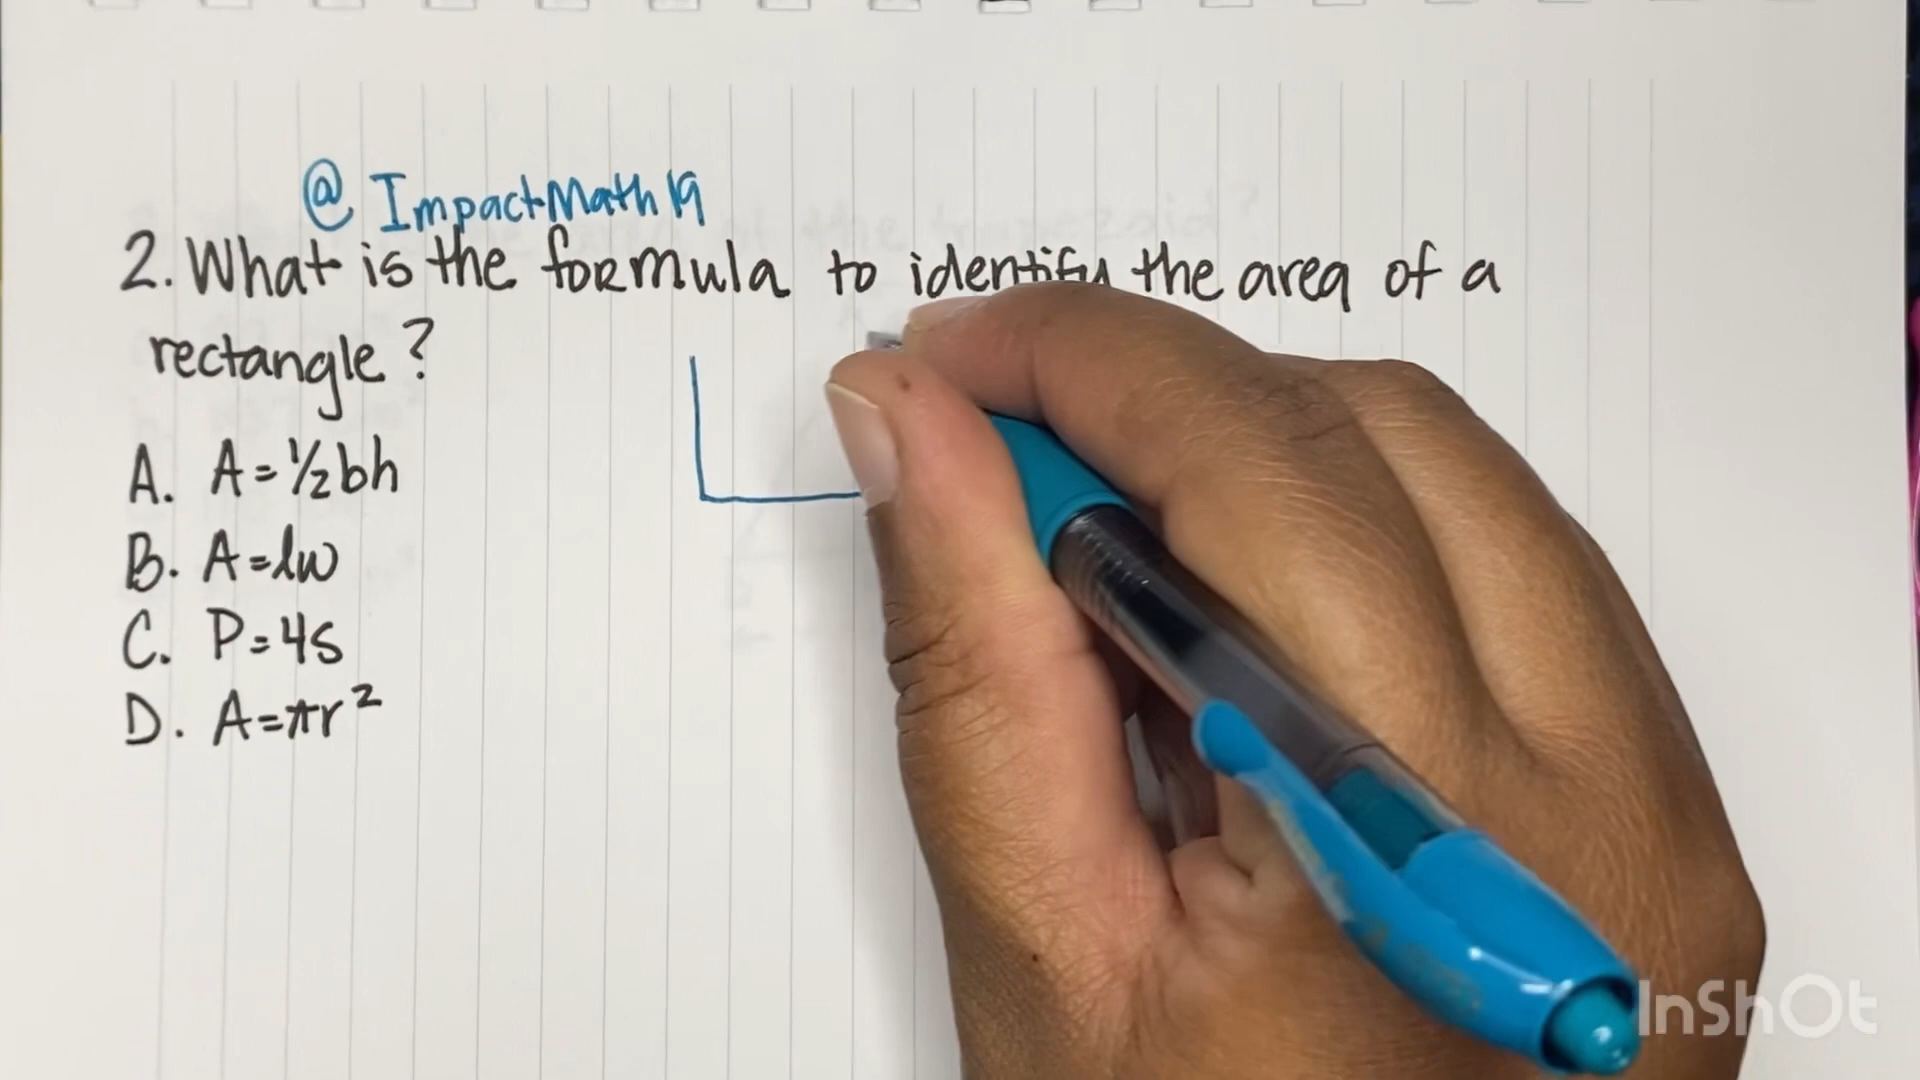 @ImpactMath19
2. What is the formula to identify the area of a
rectangle?
A. A=½bh
B. A=lw
C. P=4s
D. A=πr²
InShOt